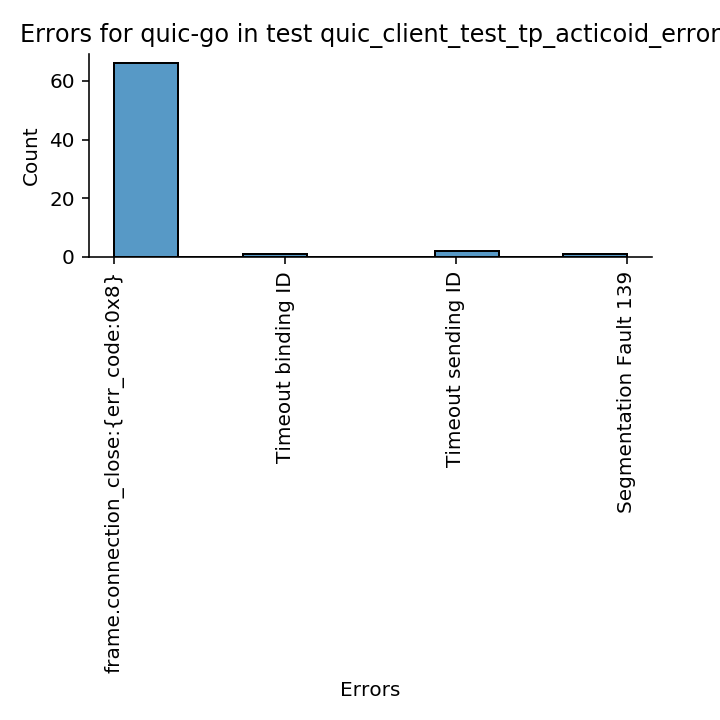 Errors for quic-go in test quic_client_test_tp_acticoid_error
60
40
20
0
Count
frame.connection_close:{err_code:0x8}
Timeout binding ID
Timeout sending ID
Segmentation Fault 139
Errors